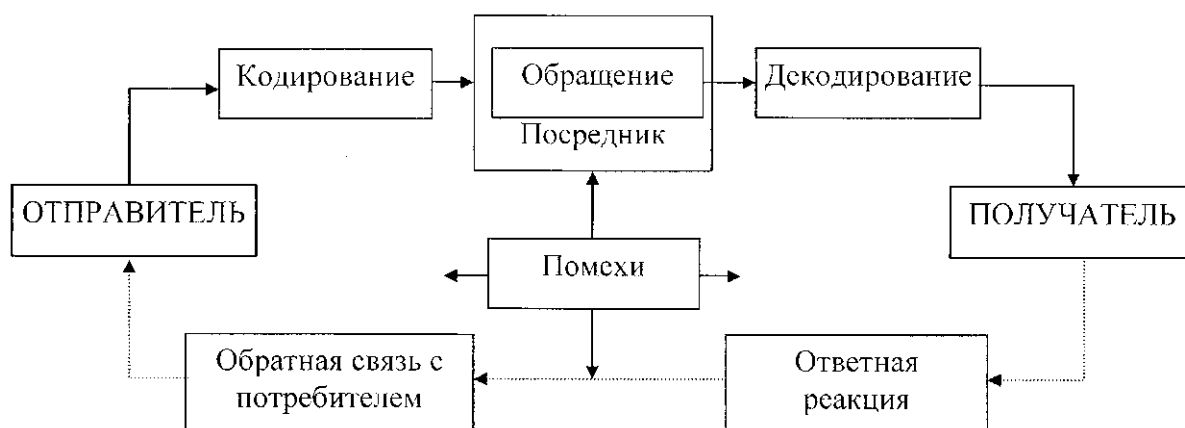 Кодирование
Обращение
Декодирование
Посредник
ОТПРАВИТЕЛЬ
ПОЛУЧАТЕЛЬ
Помехи
Обратная связь с
потребителем
Ответная
реакция